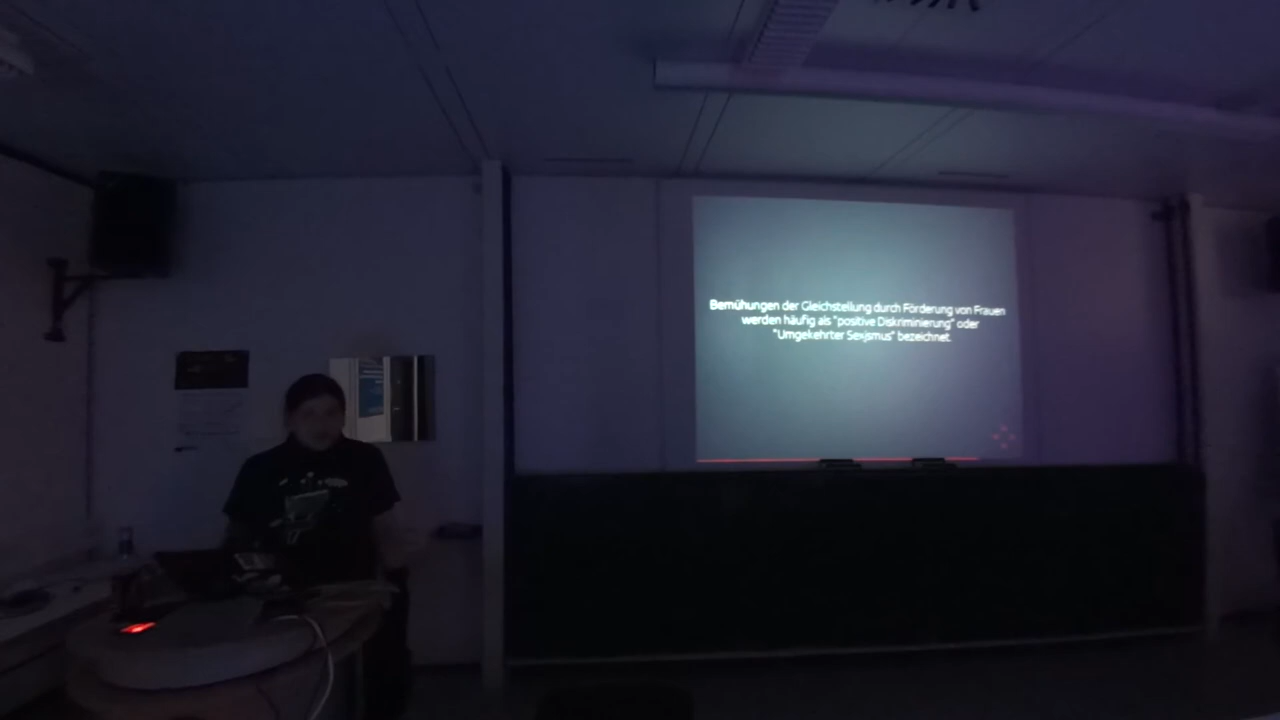 Bemühungen der Gleichstellung durch Förderung von Frauen
werden häufig als "positive Diskriminierung" oder
"Umgekehrter Sexismus" bezeichnet.